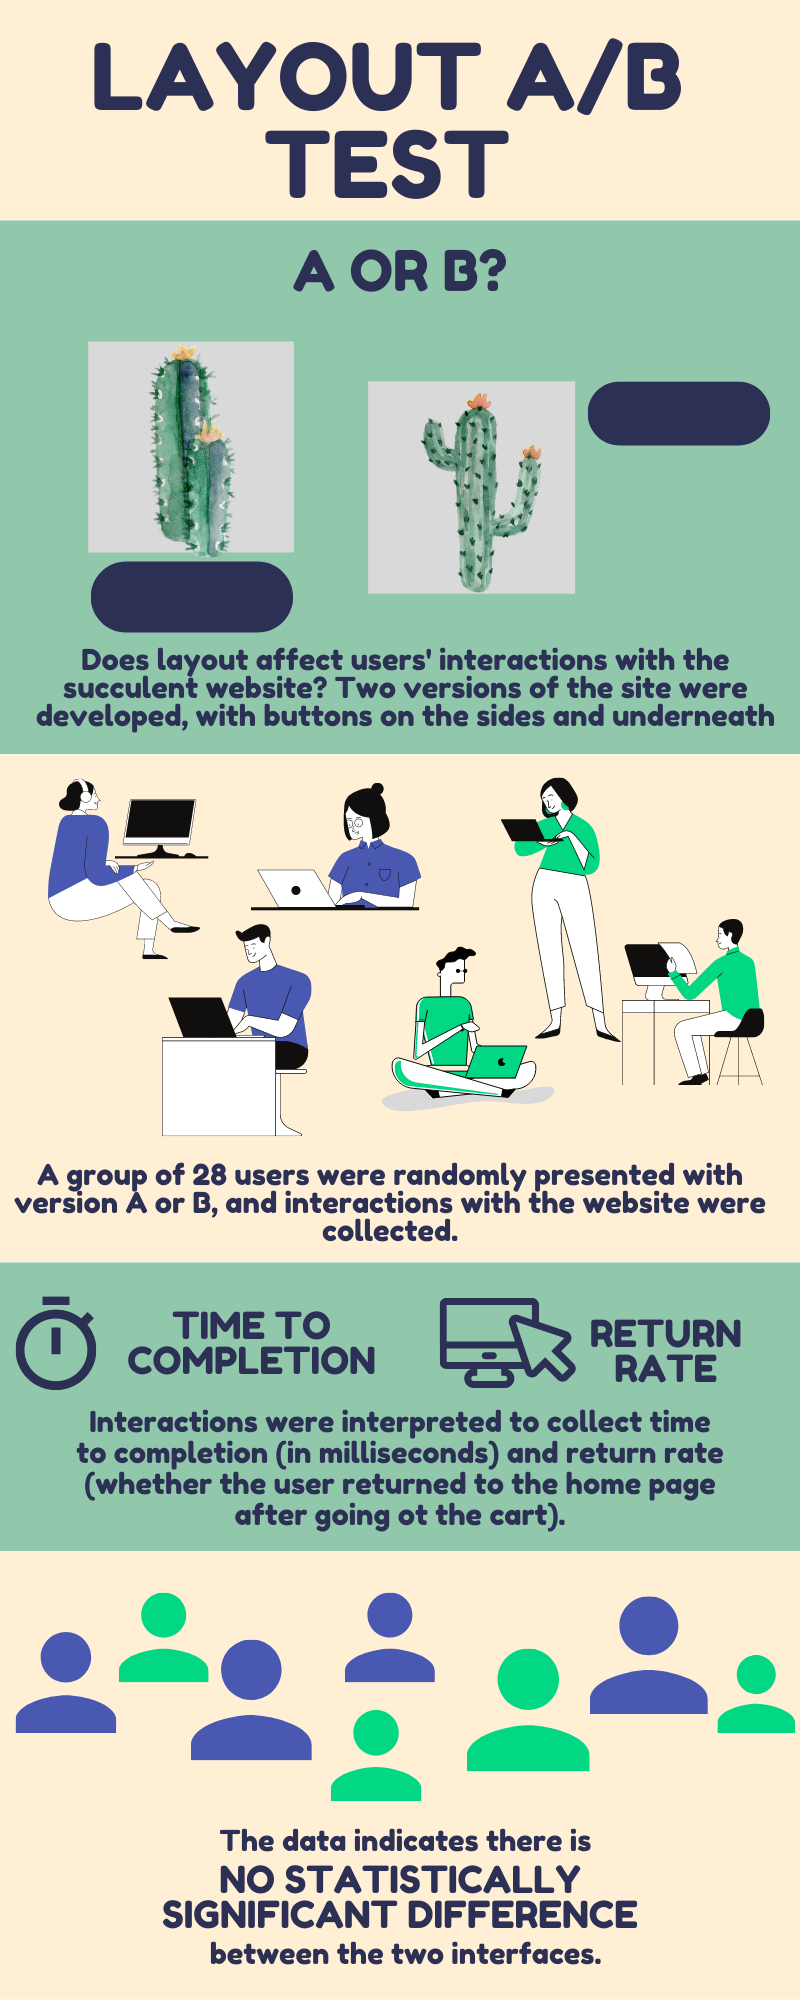 LAYOUT A/B
TEST
A OR B?
Does layout affect users' interactions with the
succulent website? Two versions of the site were
developed, with buttons on the sides and underneath
A group of 28 users were randomly presented with
version A or B, and interactions with the website were
collected.
TIME TO
COMPLETION
RETURN
RATE
Interactions were interpreted to collect time
to completion (in milliseconds) and return rate
(whether the user returned to the home page
after going ot the cart).
The data indicates there is
NO STATISTICALLY
SIGNIFICANT DIFFERENCE
between the two interfaces.